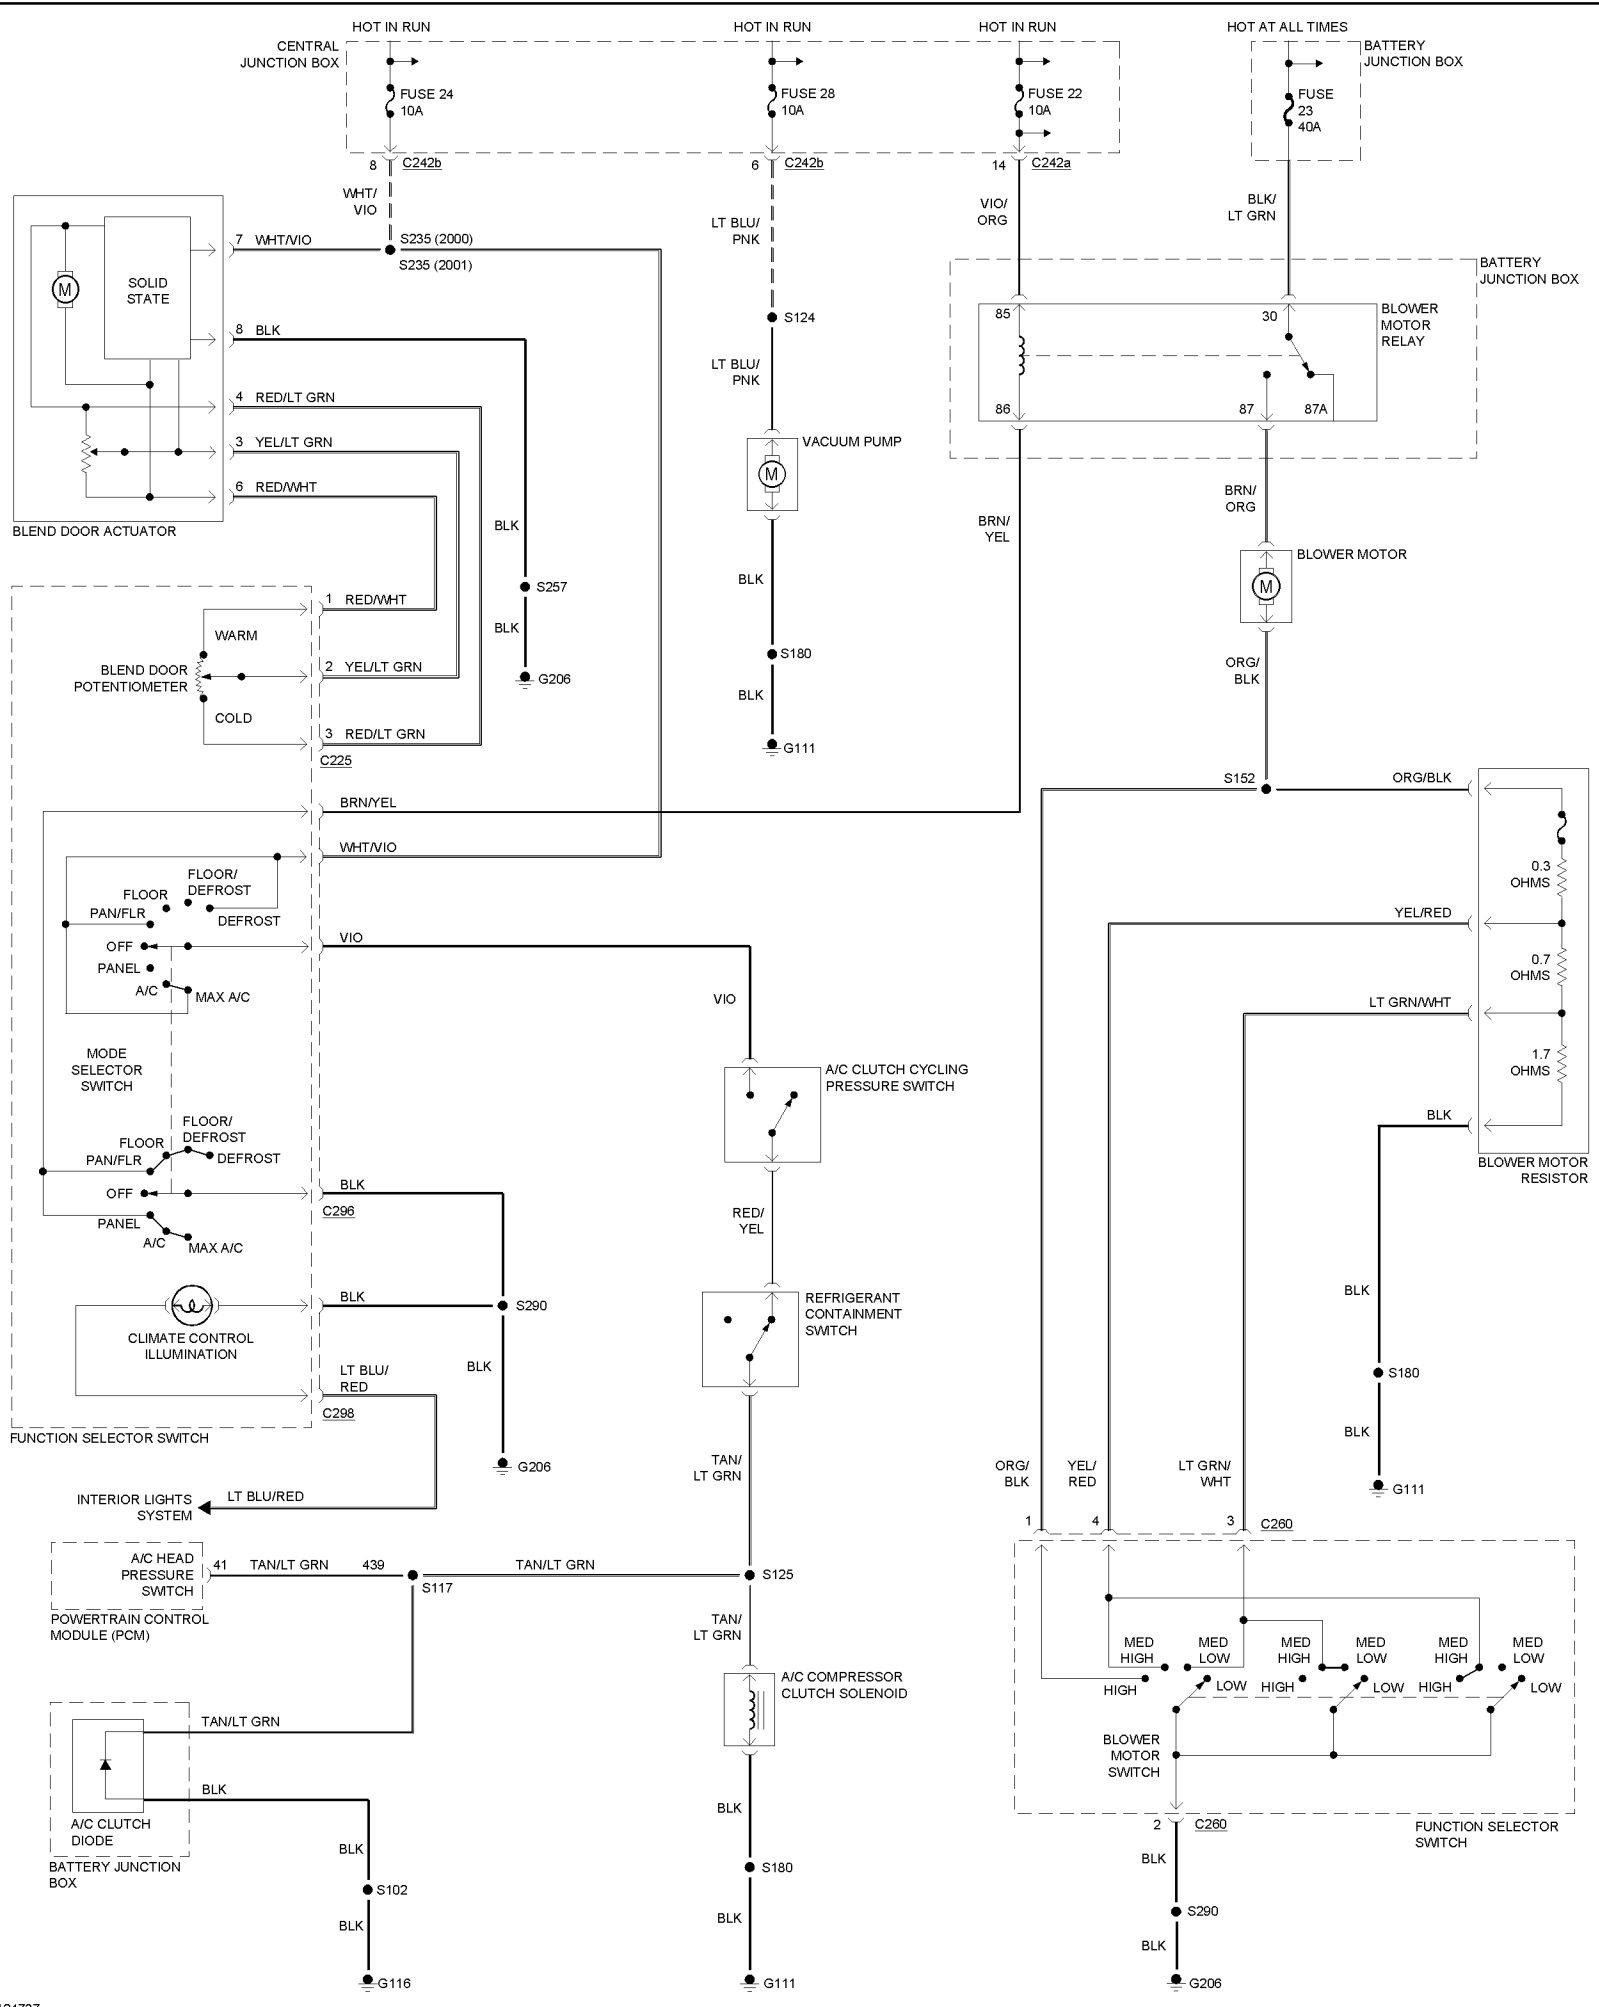 HOT IN RUN
HOT IN RUN
HOT IN RUN
HOT AT ALL TIMES
CENTRAL
JUNCTION BOX
BATTERY
JUNCTION BOX
FUSE 24
10A
FUSE 28
10A
FUSE 22
10A
FUSE
23
40A
8
C242b
6
C242b
14
C242a
WHT/
VIO
LT BLU/
PNK
VIO/
ORG
BLK/
LT GRN
7
WHT/VIO
S235 (2000)
S235 (2001)
M
SOLID
STATE
8
BLK
4
RED/LT GRN
3
YEL/LT GRN
6
RED/WHT
BLEND DOOR ACTUATOR
S124
LT BLU/
PNK
VACUUM PUMP
M
BLK
S180
BLK
G111
BATTERY
JUNCTION BOX
85
30
BLOWER
MOTOR
RELAY
86
87
87A
BRN/
YEL
BRN/
ORG
BLOWER MOTOR
M
ORG/
BLK
BLK
S257
BLK
G206
1
RED/WHT
WARM
BLEND DOOR
POTENTIOMETER
2
YEL/LT GRN
COLD
3
RED/LT GRN
C225
S152
ORG/BLK
BRN/YEL
WHT/VIO
FLOOR/
DEFROST
FLOOR
PAN/FLR
DEFROST
OFF
VIO
PANEL
A/C
MAX A/C
VIO
0.3
OHMS
YEL/RED
0.7
OHMS
LT GRN/WHT
1.7
OHMS
BLK
BLOWER MOTOR
RESISTOR
MODE
SELECTOR
SWITCH
A/C CLUTCH CYCLING
PRESSURE SWITCH
FLOOR/
DEFROST
FLOOR
PAN/FLR
DEFROST
OFF
BLK
C296
PANEL
A/C
MAX A/C
RED/
YEL
BLK
S290
CLIMATE CONTROL
ILLUMINATION
BLK
LT BLU/
RED
C298
FUNCTION SELECTOR SWITCH
G206
REFRIGERANT
CONTAINMENT
SWITCH
BLK
S180
BLK
G111
TAN/
LT GRN
ORG/
BLK
YEL/
RED
LT GRN/
WHT
INTERIOR LIGHTS
SYSTEM
LT BLU/RED
1
4
3
C260
A/C HEAD
PRESSURE
SWITCH
41
TAN/LT GRN
439
TAN/LT GRN
S117
S125
POWERTRAIN CONTROL
MODULE (PCM)
TAN/
LT GRN
A/C COMPRESSOR
CLUTCH SOLENOID
MED
HIGH
MED
LOW
MED
HIGH
MED
LOW
MED
HIGH
MED
LOW
HIGH
LOW
HIGH
LOW
HIGH
LOW
BLOWER
MOTOR
SWITCH
TAN/LT GRN
BLK
A/C CLUTCH
DIODE
BATTERY JUNCTION
BOX
BLK
S102
BLK
G116
BLK
S180
BLK
G111
2
C260
FUNCTION SELECTOR
SWITCH
BLK
S290
BLK
G206